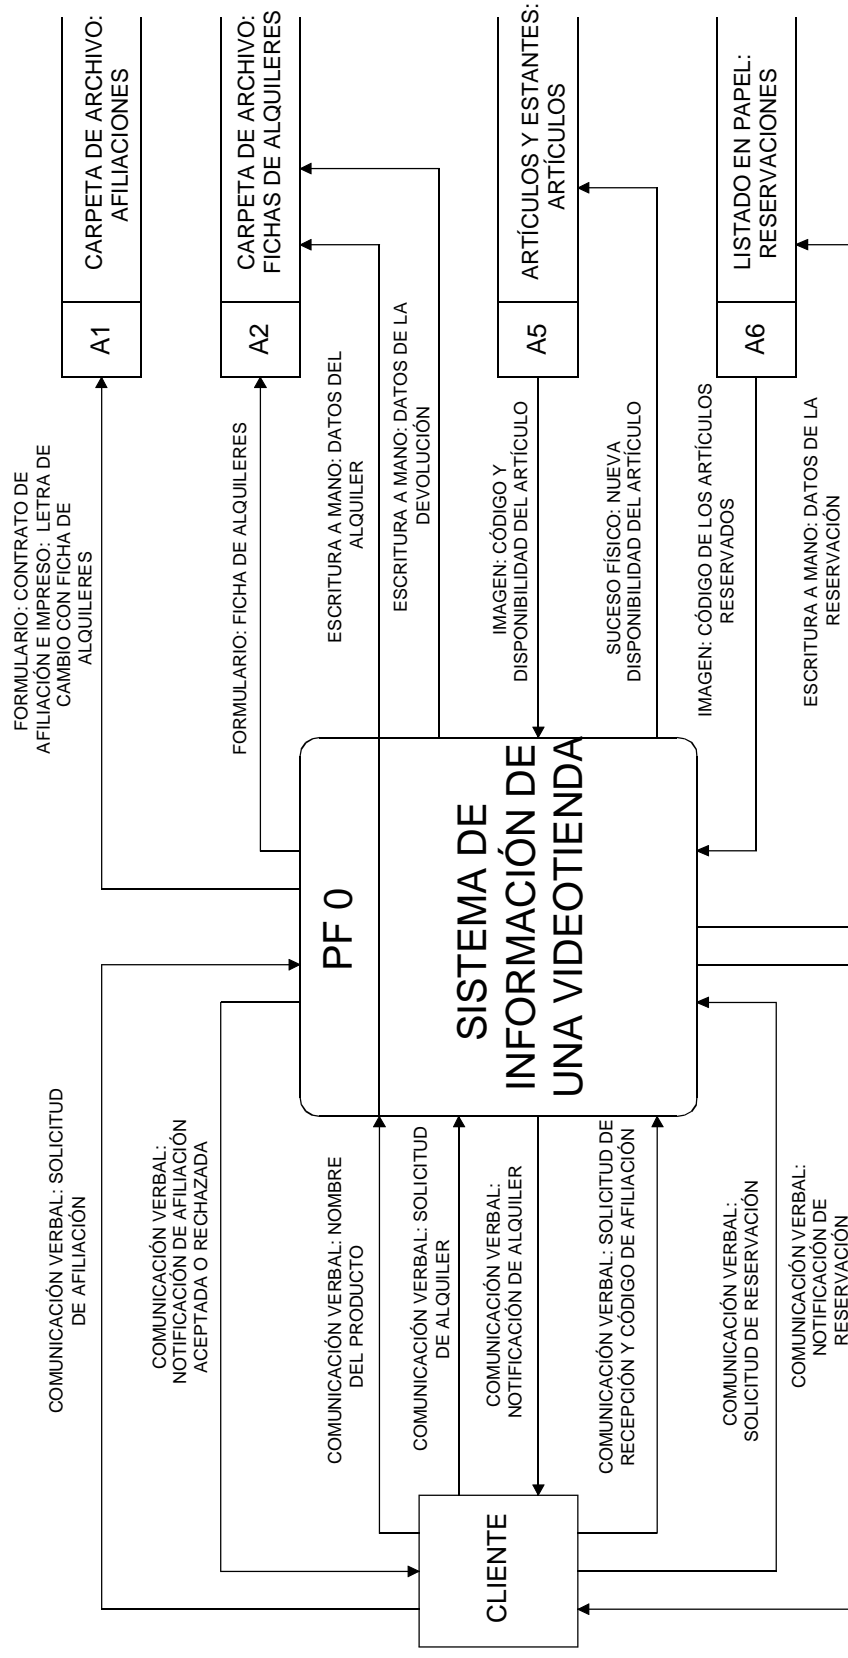 COMUNICACIÓN VERBAL: SOLICITUD
DE AFILIACIÓN
COMUNICACIÓN VERBAL:
NOTIFICACIÓN DE AFILIACIÓN
ACEPTADA O RECHAZADA
COMUNICACIÓN VERBAL: NOMBRE
DEL PRODUCTO
COMUNICACIÓN VERBAL: SOLICITUD
DE ALQUILER
COMUNICACIÓN VERBAL:
NOTIFICACIÓN DE ALQUILER
COMUNICACIÓN VERBAL: SOLICITUD DE
RECEPCIÓN Y CÓDIGO DE AFILIACIÓN
COMUNICACIÓN VERBAL:
SOLICITUD DE RESERVACIÓN
COMUNICACIÓN VERBAL:
NOTIFICACIÓN DE
RESERVACIÓN
CLIENTE
PF 0
SISTEMA DE
INFORMACIÓN DE
UNA VIDEOTIENDA
FORMULARIO: CONTRATO DE
AFILIACIÓN E IMPRESO: LETRA DE
CAMBIO CON FICHA DE
ALQUILERES
FORMULARIO: FICHA DE ALQUILERES
ESCRITURA A MANO: DATOS DEL
ALQUILER
ESCRITURA A MANO: DATOS DE LA
DEVOLUCIÓN
IMAGEN: CÓDIGO Y
DISPONIBILIDAD DEL ARTÍCULO
SUCESO FÍSICO: NUEVA
DISPONIBILIDAD DEL ARTÍCULO
IMAGEN: CÓDIGO DE LOS ARTÍCULOS
RESERVADOS
ESCRITURA A MANO: DATOS DE LA
RESERVACIÓN
A1
CARPETA DE ARCHIVO:
AFILIACIONES
A2
CARPETA DE ARCHIVO:
FICHAS DE ALQUILERES
A5
ARTÍCULOS Y ESTANTES:
ARTÍCULOS
A6
LISTADO EN PAPEL:
RESERVACIONES